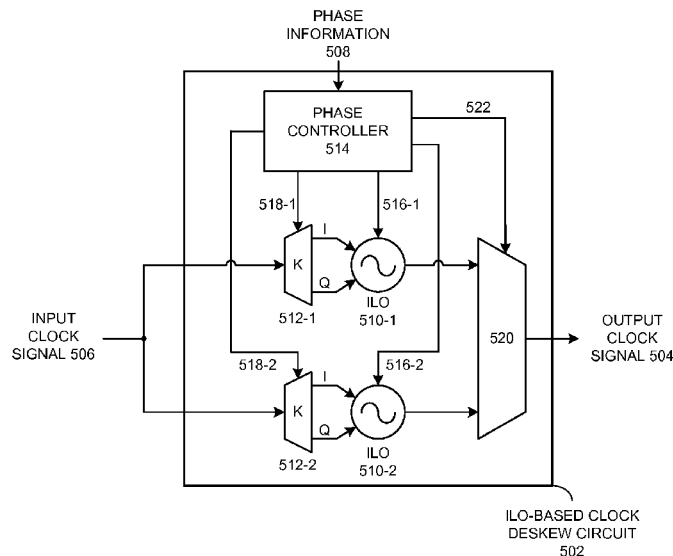 PHASE
INFORMATION
508
PHASE
CONTROLLER
514
522
518-1
516-1
I
K
Q
ILO
510-1
512-1
INPUT
CLOCK
SIGNAL 506
520
OUTPUT
CLOCK
SIGNAL 504
518-2
516-2
I
K
Q
ILO
510-2
512-2
ILO-BASED CLOCK
DESKEW CIRCUIT
502